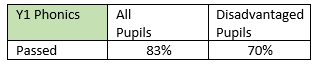 Y1 Phonics All Disadvantaged
Pupils Pupils
Passed 83% 70%